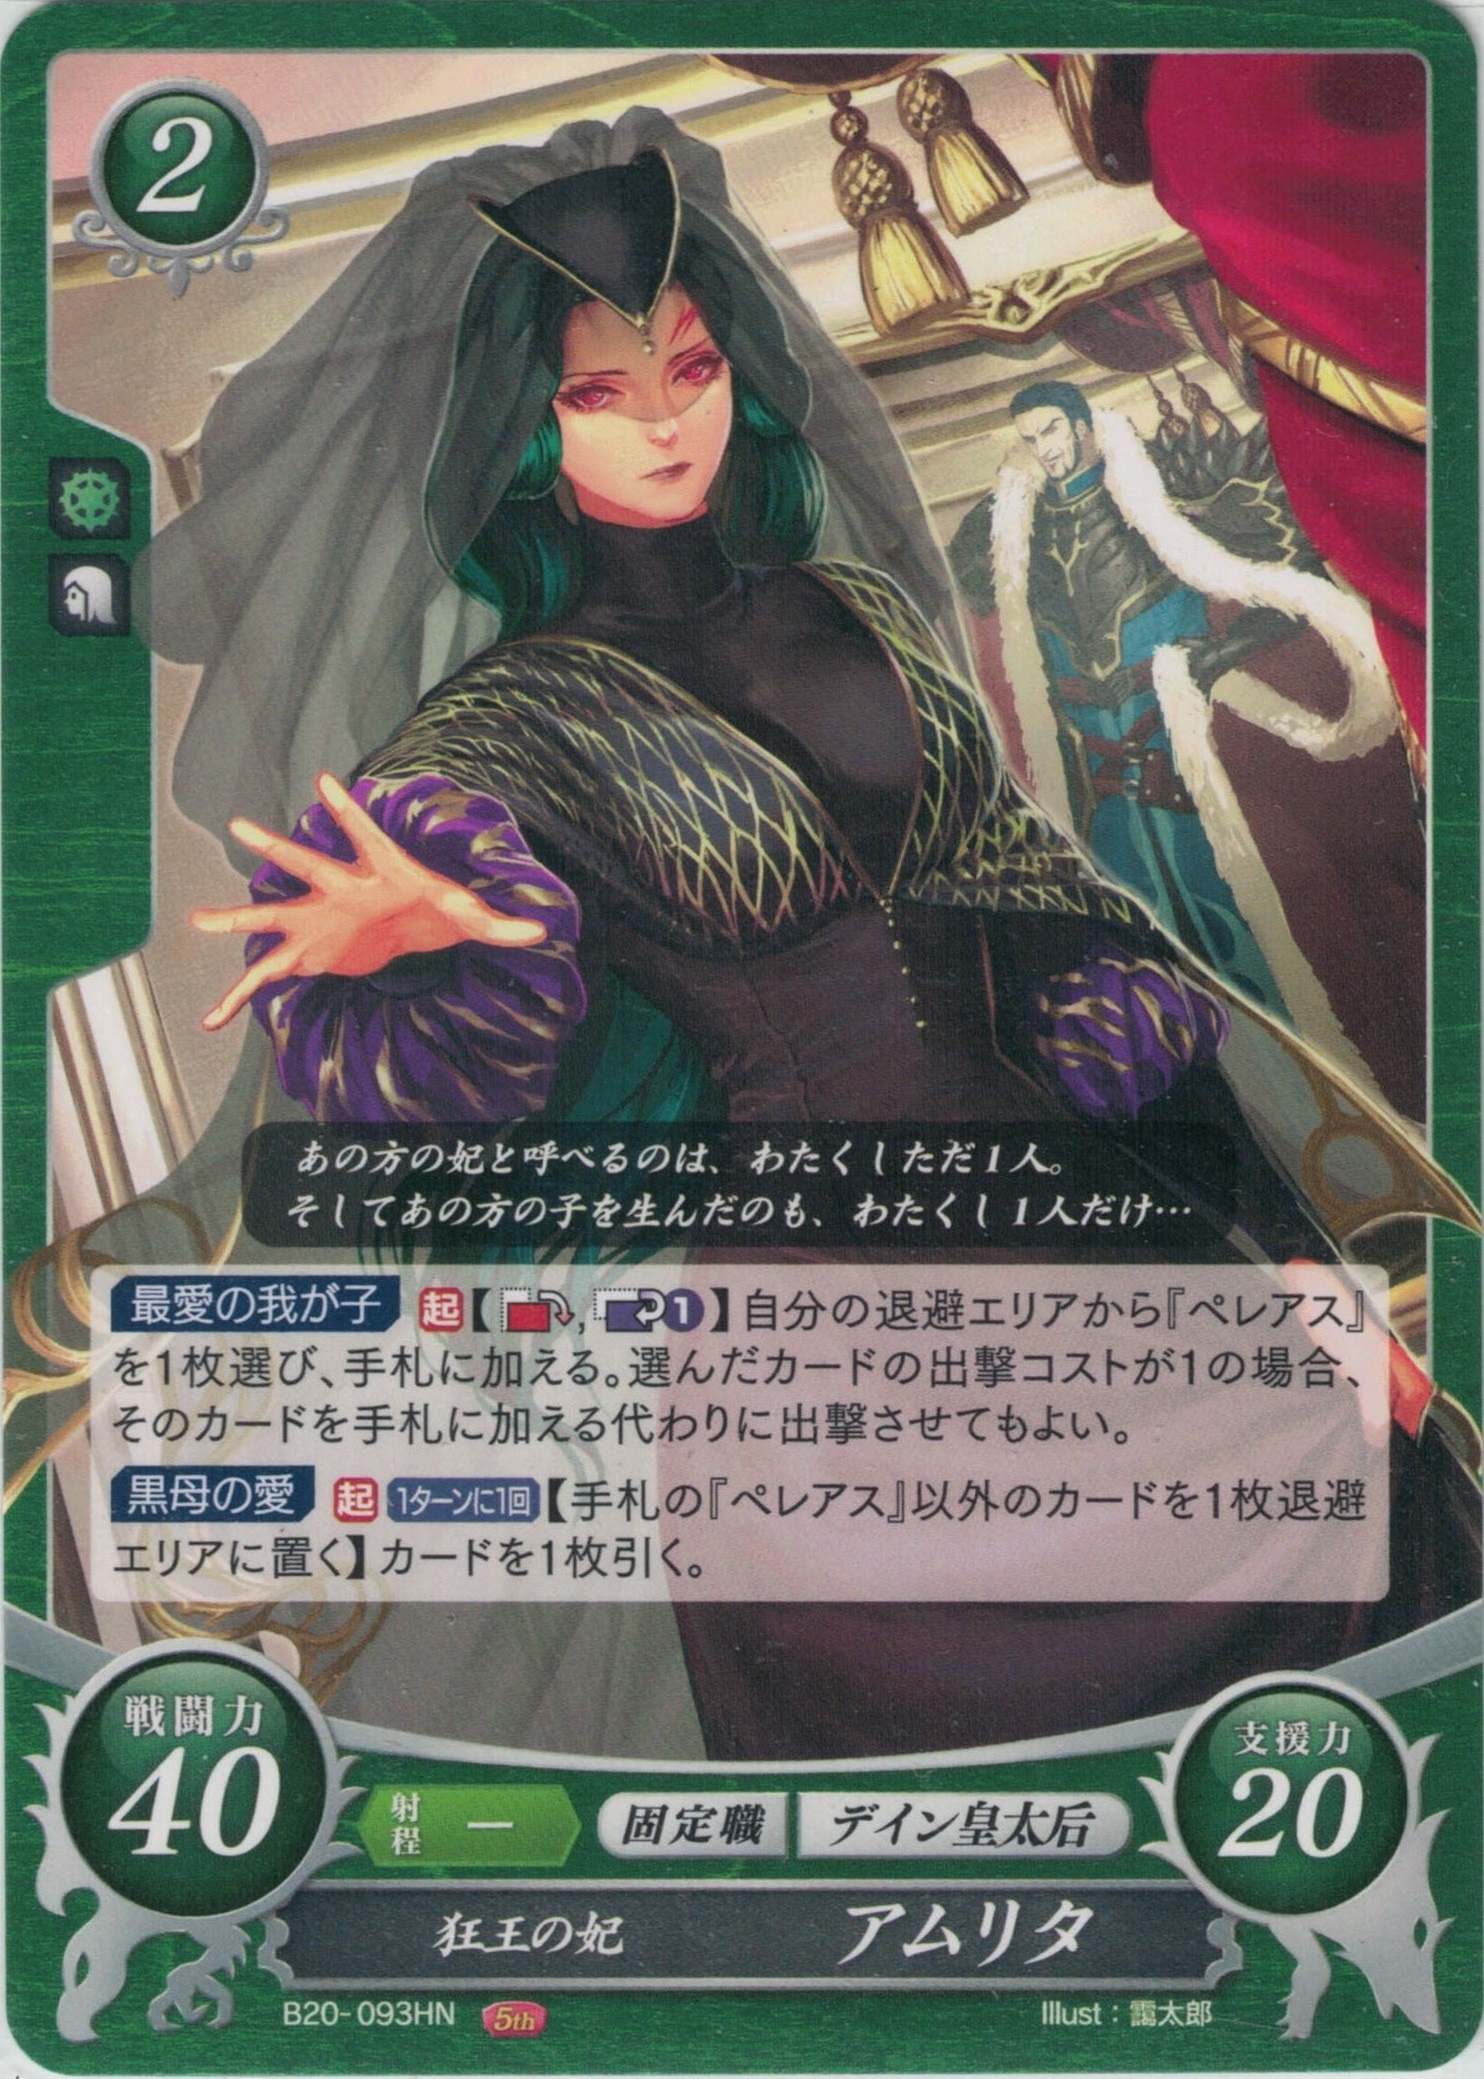 2
あの方の妃と呼べるのは、わたくしただ1人。
そしてあの方の子を生んだのも、わたくし1人だけ…
最愛の我が子 起【 , 1】自分の退避エリアから『ペレアス』
を1枚選び、手札に加える。選んだカードの出撃コストが1の場合、
そのカードを手札に加える代わりに出撃させてもよい。
黒母の愛 起 1ターンに1回【手札の『ペレアス』以外のカードを1枚退避
エリアに置く】カードを1枚引く。
戦闘力
40
射程 —
固定職 デイン皇太后
支援力
20
狂王の妃 アムリタ
B20-093HN 5th Illust：靄太郎